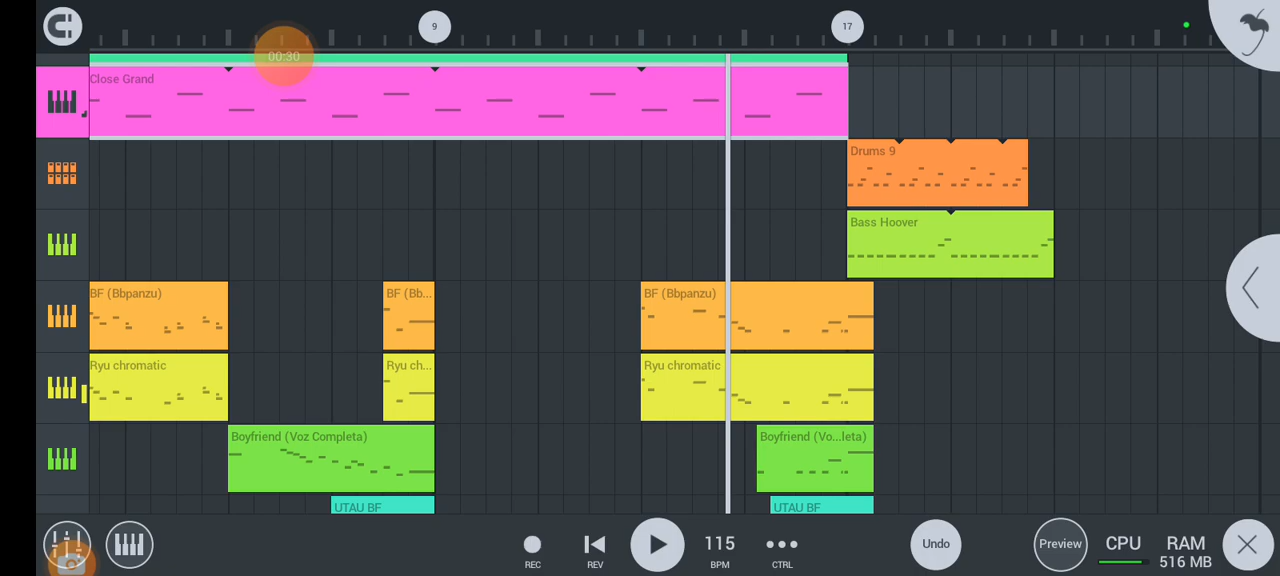 9
17
00:30
Close Grand
Drums 9
Bass Hoover
BF (Bbpanzu)
BF (Bb...
BF (Bbpanzu)
Ryu chromatic
Ryu ch...
Ryu chromatic
Boyfriend (Voz Completa)
Boyfriend (Vo...leta)
UTAU BF
UTAU BF
REC
REV
115
BPM
CTRL
Undo
Preview
CPU
RAM
516 MB